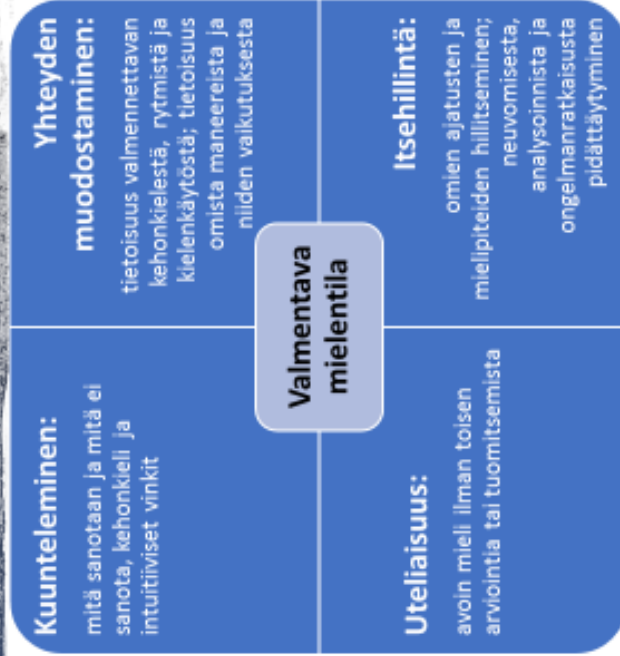 Kuunteleminen:
mitä sanotaan ja mitä ei
sanota, kehonkieli ja
intuitiiviset vinkit
Yhteyden
muodostaminen:
tietoisuus valmennettavan
kehonkielestä, rytmistä ja
kielenkäytöstä; tietoisuus
omista maneereista ja
niiden vaikutuksesta
Valmentava
mielentila
Uteliaisuus:
avoin mieli ilman toisen
arviointia tai tuomitsemista
Itsehillintä:
omien ajatusten ja
mielipiteiden hillitseminen;
neuvomisesta,
analysoinnista ja
ongelmanratkaisusta
pidättäytyminen